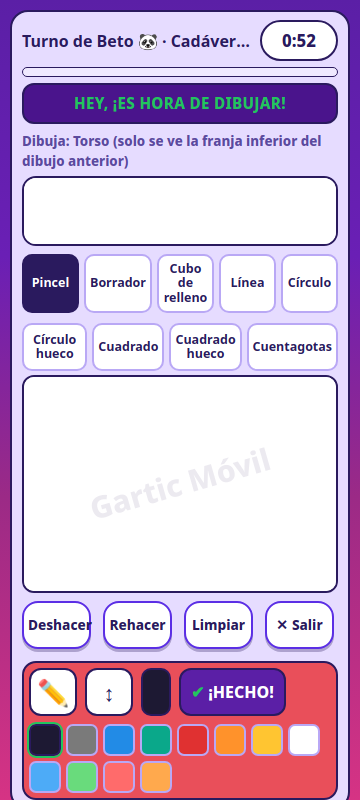 Turno de Beto 🐼 · Cadáver...
0:52
HEY, ¡ES HORA DE DIBUJAR!
Dibuja: Torso (solo se ve la franja inferior del
dibujo anterior)
Pincel
Borrador
Cubo
de
relleno
Línea
Círculo
Círculo
hueco
Cuadrado
Cuadrado
hueco
Cuentagotas
Gartic Móvil
Deshacer
Rehacer
Limpiar
✕ Salir
✔ ¡HECHO!